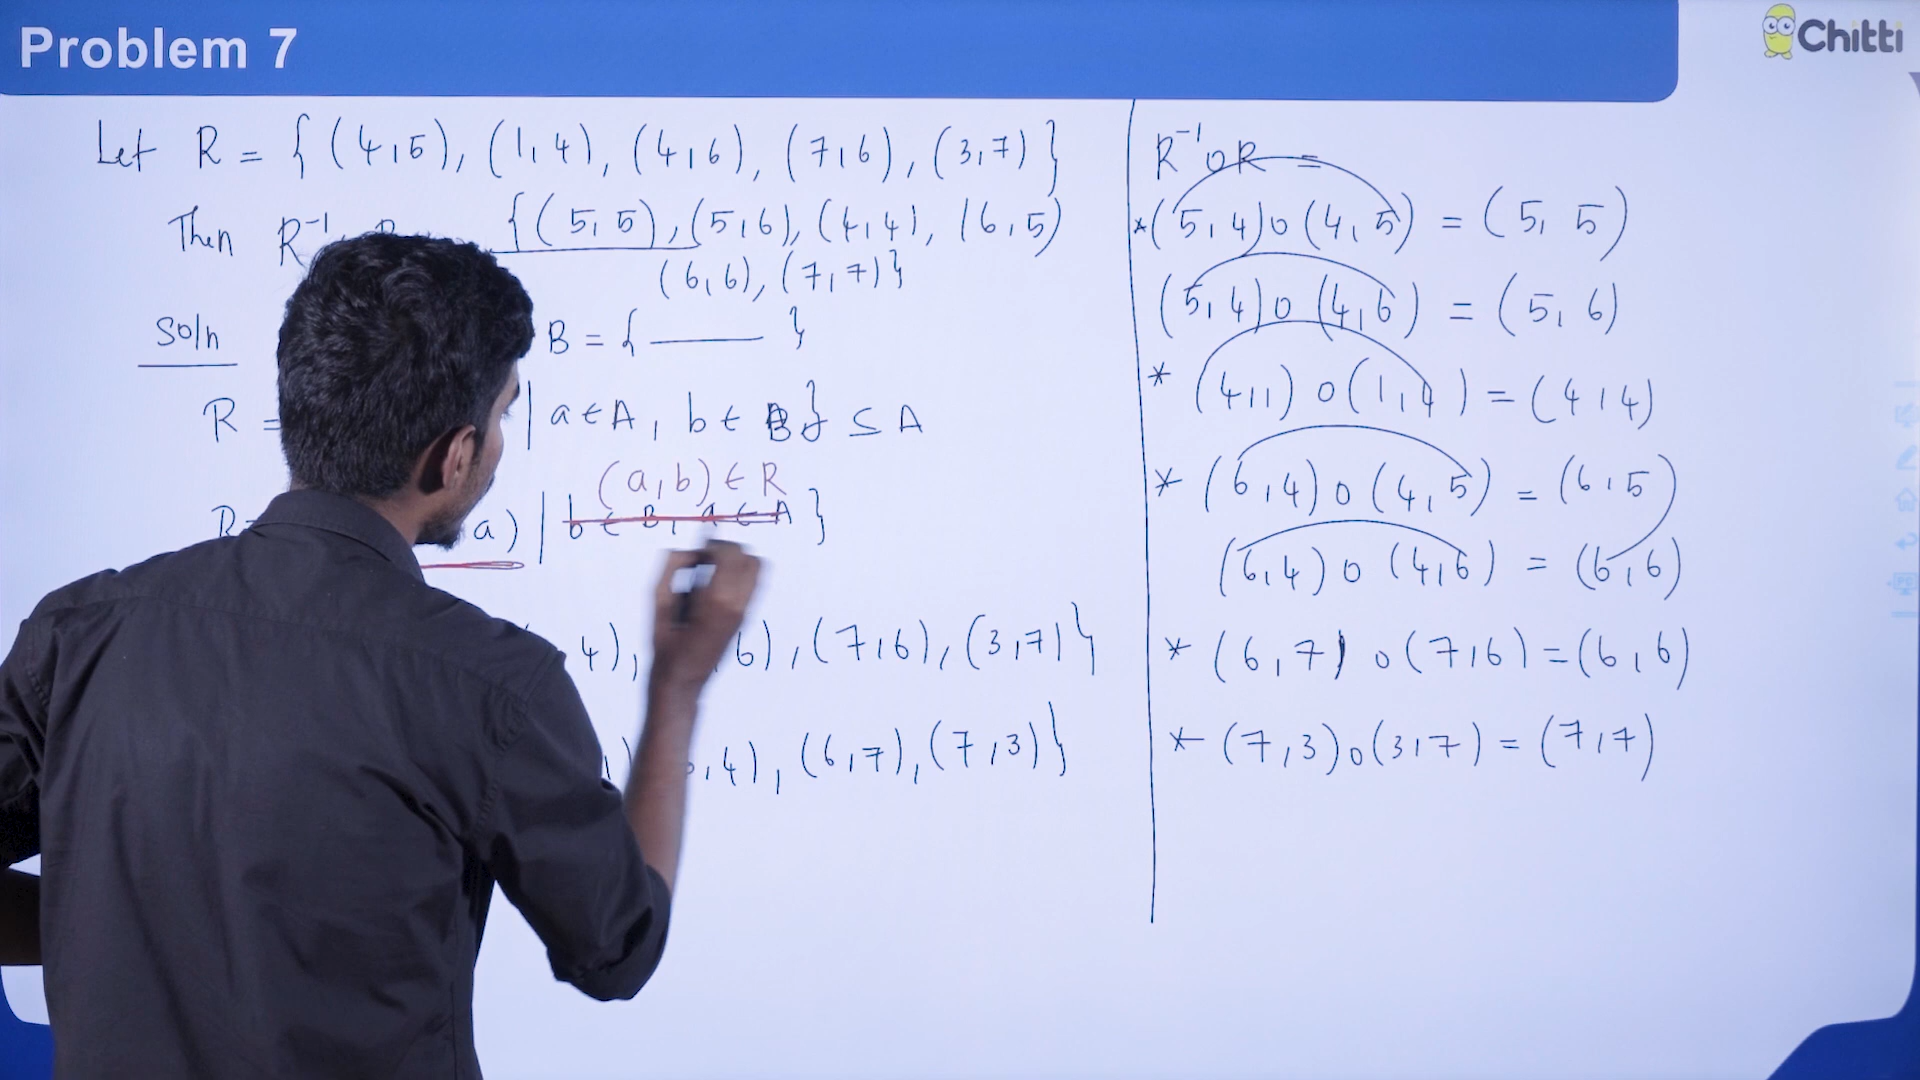 Problem 7
Chitti
Let R = { (4,5), (1,4), (4,6), (7,6), (3,7) }
Then R⁻¹ {(5,5), (5,6), (4,4), (6,5)
(6,6), (7,7)}
Soln B = { —— }
R = | a ∈ A, b ∈ B} ⊆ A
(a,b) ∈ R
a) | b ∈ B, a ∈ A }
4), 6), (7,6), (3,7)}
,4), (6,7), (7,3)}
R⁻¹oR =
*(5,4)o(4,5) = (5,5)
(5,4)o(4,6) = (5,6)
* (4,1)o(1,4) = (4,4)
* (6,4)o(4,5) = (6,5)
(6,4)o(4,6) = (6,6)
* (6,7)o(7,6)=(6,6)
* (7,3)o(3,7) = (7,7)